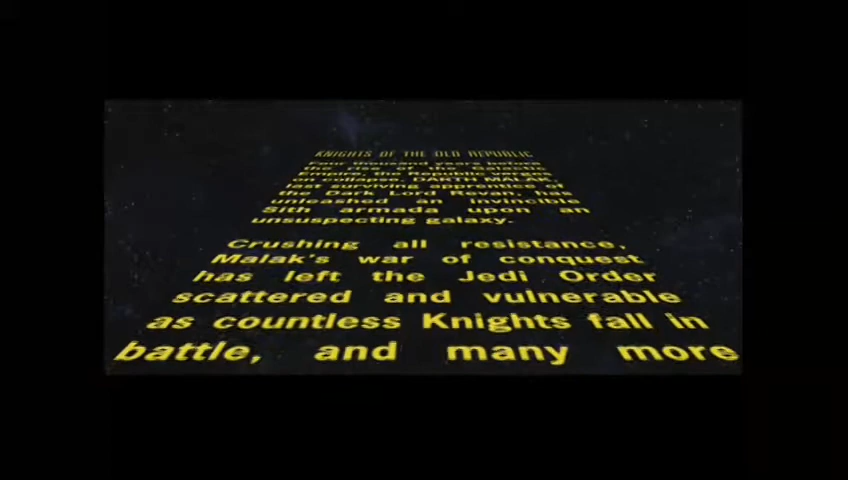 KNIGHTS OF THE OLD REPUBLIC
Four thousand years before
the rise of the Galactic
Empire, the Republic verges
on collapse. DARTH MALAK,
last surviving apprentice of
the Dark Lord Revan, has
unleashed an invincible
Sith armada upon an
unsuspecting galaxy.
Crushing all resistance,
Malak's war of conquest
has left the Jedi Order
scattered and vulnerable
as countless Knights fall in
battle, and many more